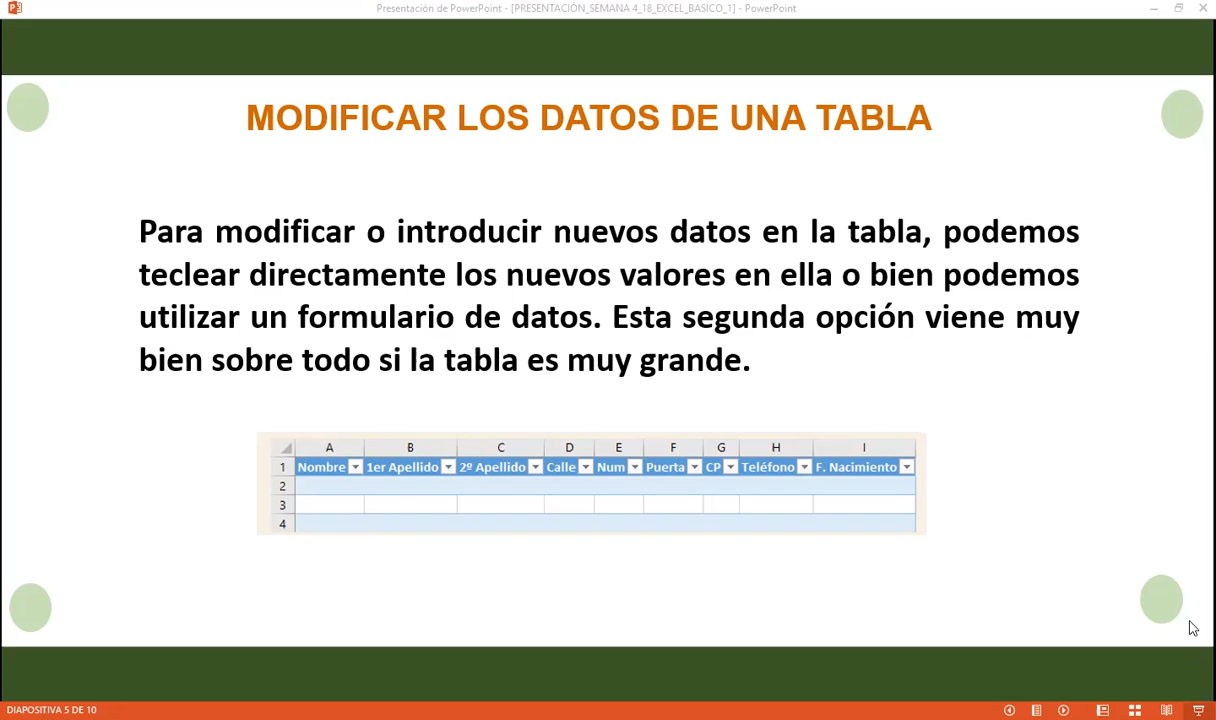 Presentación de PowerPoint - [PRESENTACIÓN_SEMANA 4_18_EXCEL_BASICO_1] - PowerPoint
MODIFICAR LOS DATOS DE UNA TABLA
Para modificar o introducir nuevos datos en la tabla, podemos
teclear directamente los nuevos valores en ella o bien podemos
utilizar un formulario de datos. Esta segunda opción viene muy
bien sobre todo si la tabla es muy grande.
A B C D E F G H I
1 Nombre 1er Apellido 2º Apellido Calle Num Puerta CP Teléfono F. Nacimiento
2
3
4
DIAPOSITIVA 5 DE 10